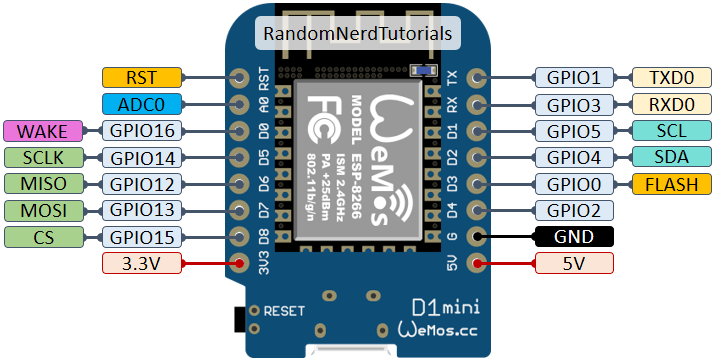 RandomNerdTutorials
RST
RST
TX
GPIO1
TXD0
ADC0
A0
RX
GPIO3
RXD0
WAKE
GPIO16
D0
D1
GPIO5
SCL
SCLK
GPIO14
D5
D2
GPIO4
SDA
MISO
GPIO12
D6
D3
GPIO0
FLASH
MOSI
GPIO13
D7
D4
GPIO2
CS
GPIO15
D8
G
GND
3.3V
3V3
5V
5V
WeMos
MODEL ESP-8266
ISM 2.4GHz
PA +25dBm
802.11b/g/n
FC
RESET
D1mini
WeMos.cc